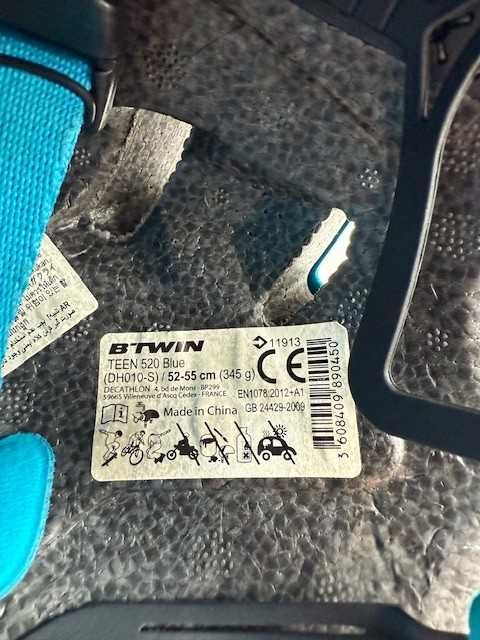 B'TWIN
11913
TEEN 520 Blue
(DH010-S) / 52-55 cm (345 g)
CE
DECATHLON 4, bd de Mons - BP299
59665 Villeneuve d'Ascq Cedex - FRANCE
EN1078:2012+A1
Made in China
GB 24429-2009
3 608409 890450
AR